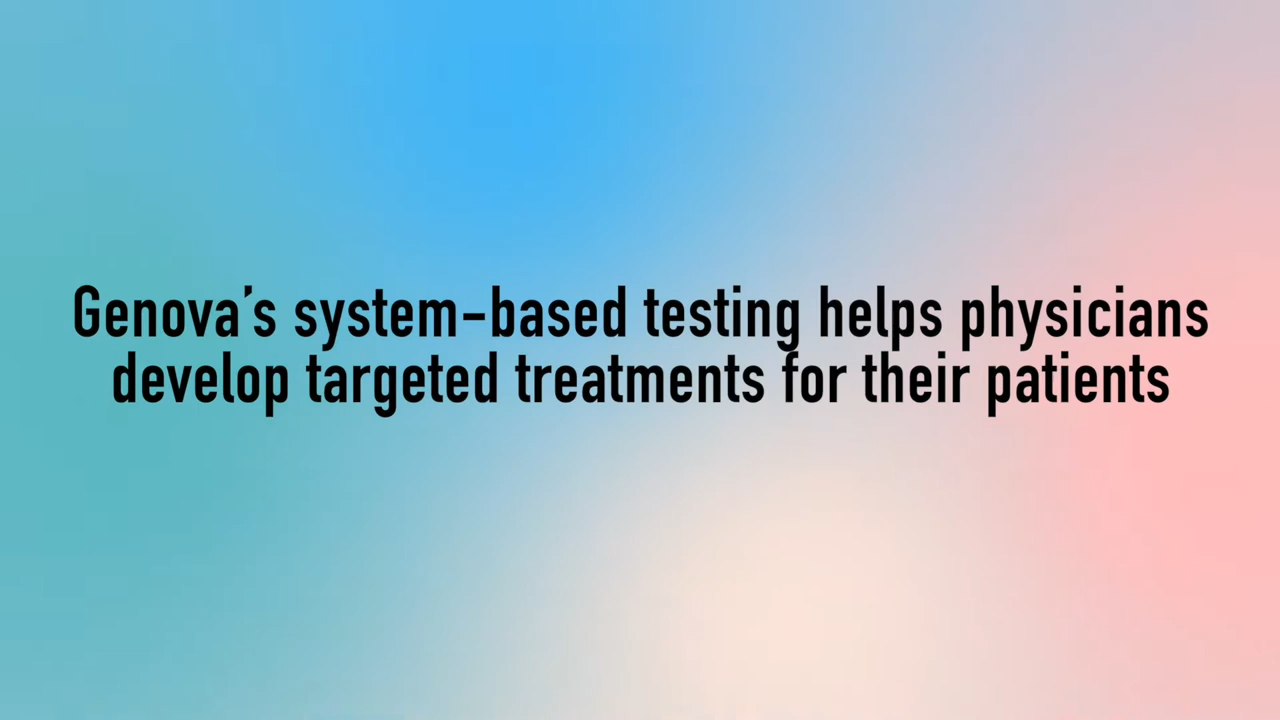 Genova’s system-based testing helps physicians
develop targeted treatments for their patients